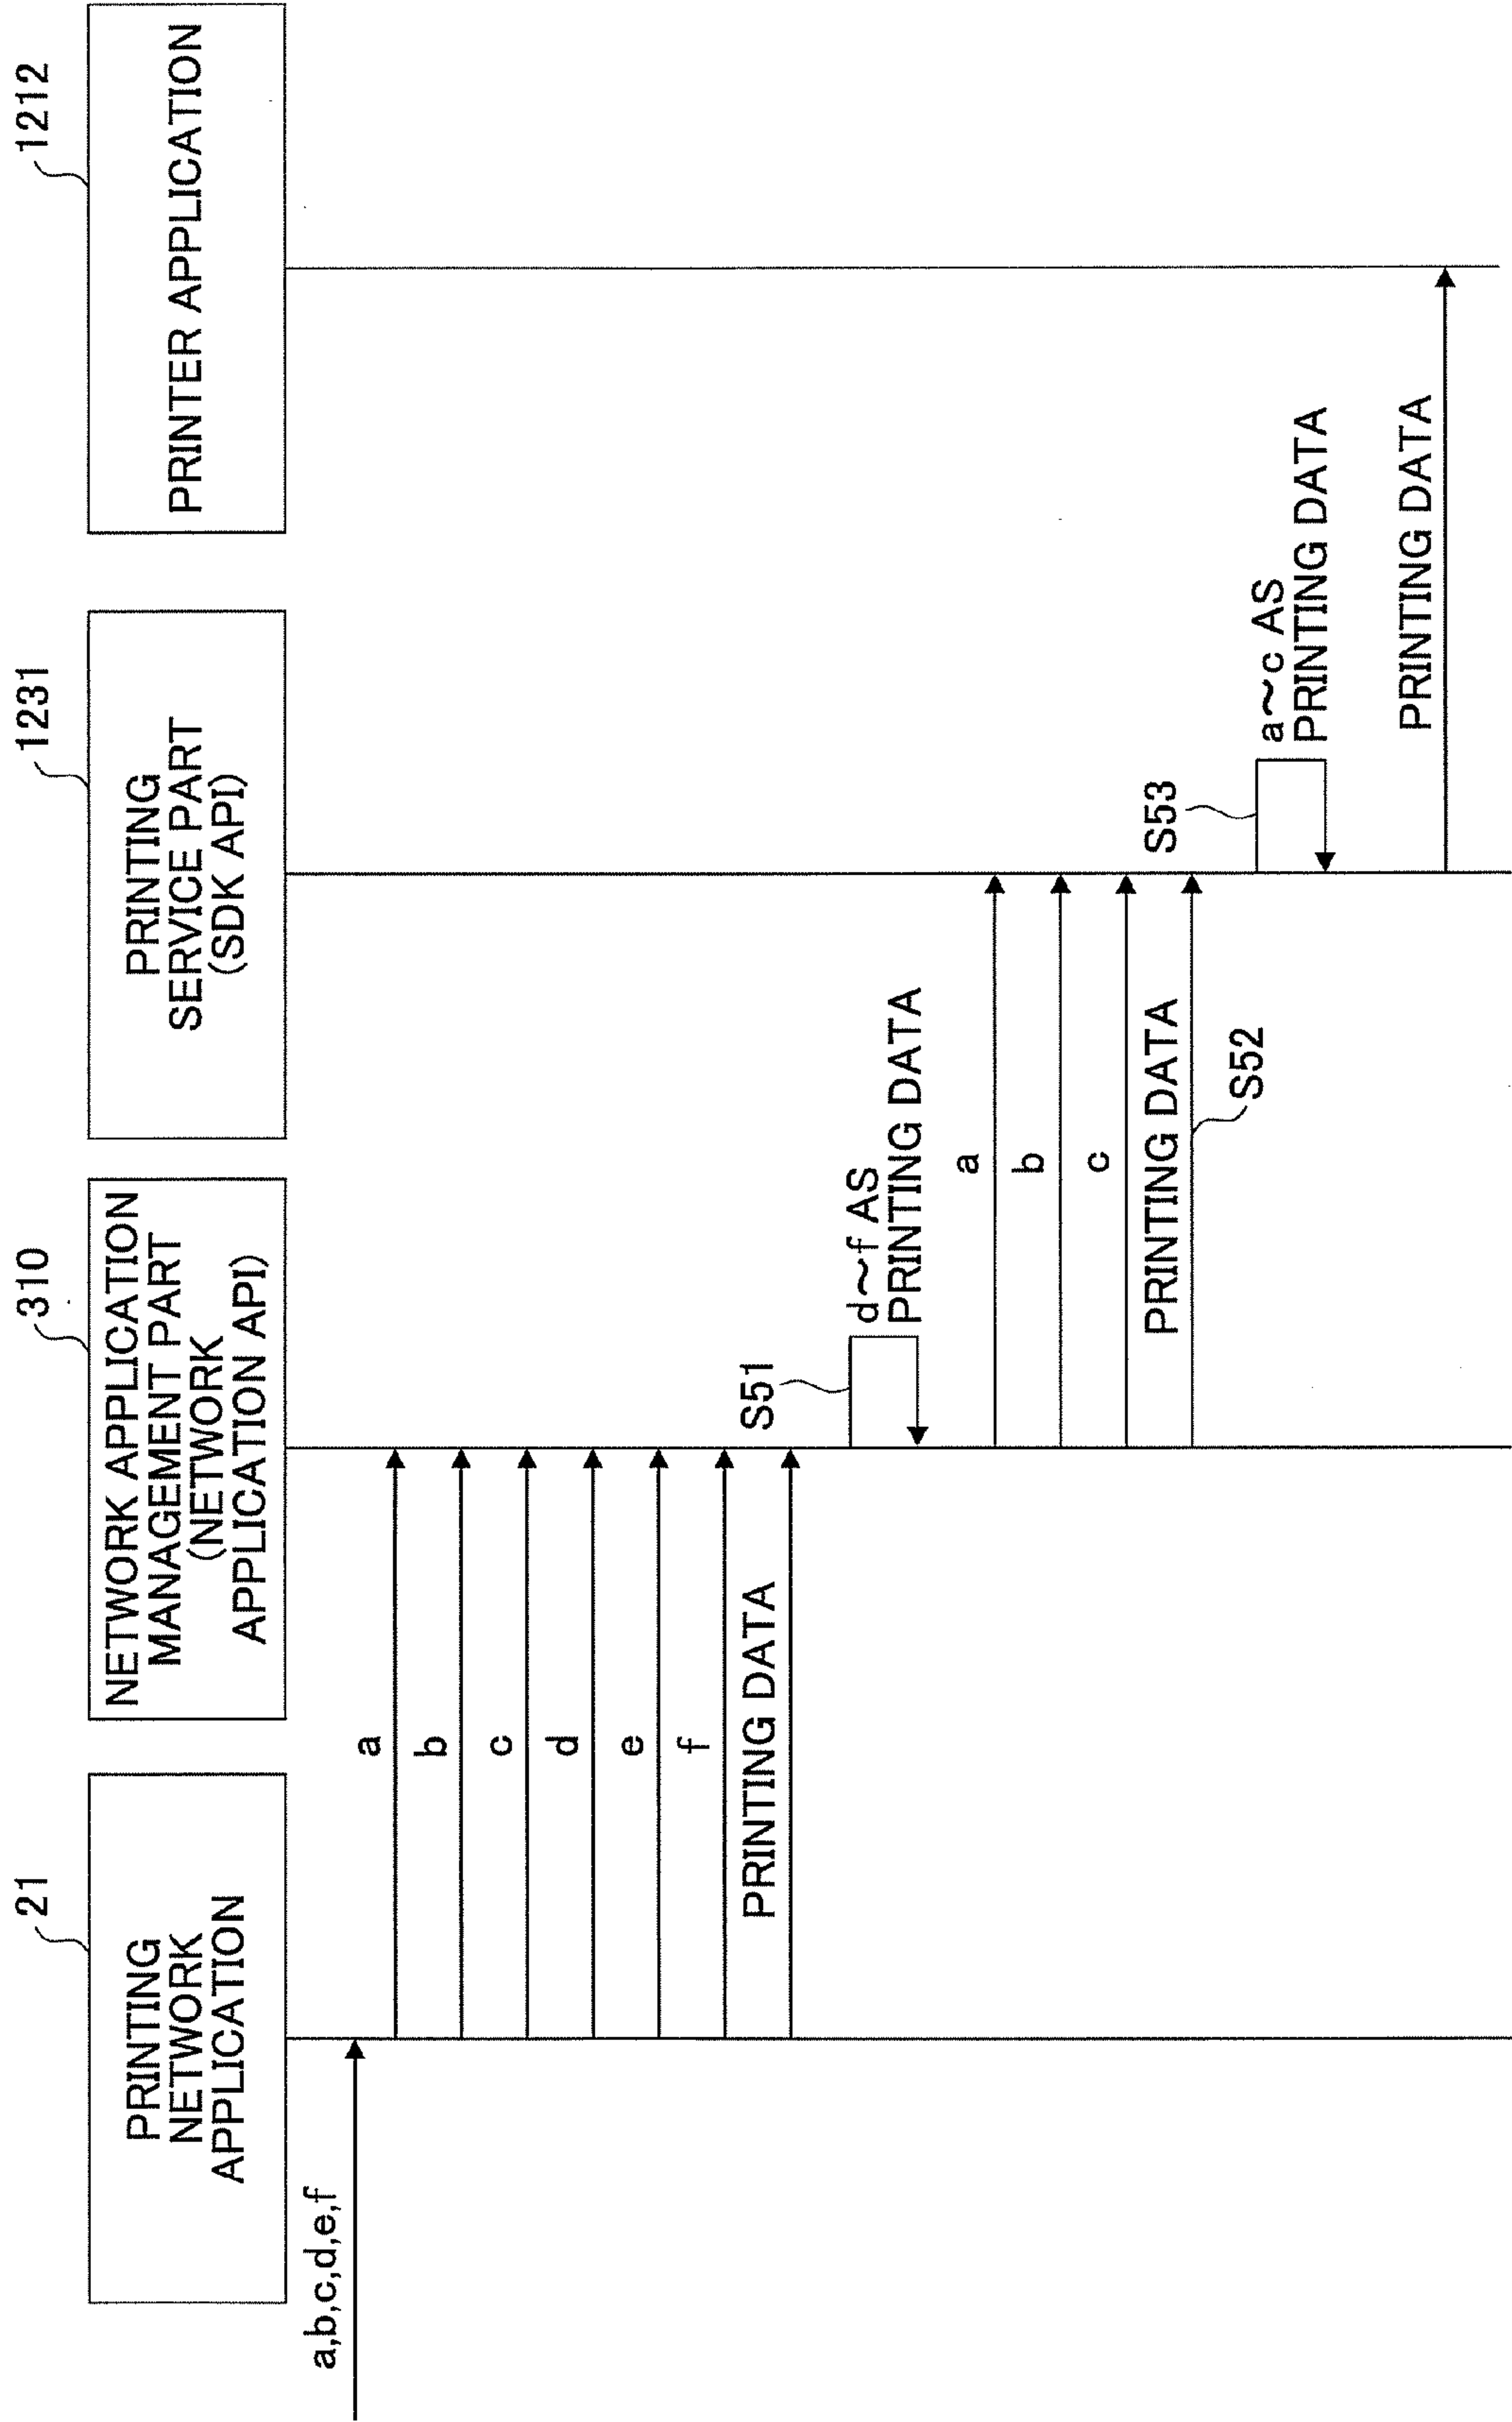 21
PRINTING
NETWORK
APPLICATION
310
NETWORK APPLICATION
MANAGEMENT PART
(NETWORK
APPLICATION API)
1231
PRINTING
SERVICE PART
(SDK API)
1212
PRINTER APPLICATION
a,b,c,d,e,f
a
b
c
d
e
f
PRINTING DATA
S51
d~f AS
PRINTING DATA
a
b
c
PRINTING DATA
S52
S53
a~c AS
PRINTING DATA
PRINTING DATA